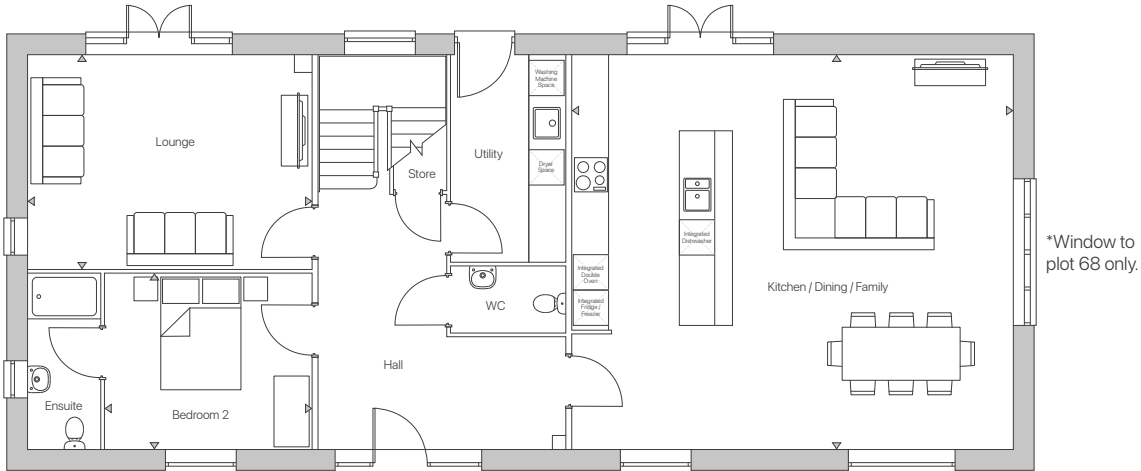 Washing
Machine
Space
Lounge
Utility
Dryer
Space
Store
Integrated
Dishwasher
*Window to
plot 68 only.
Integrated
Double
Oven
Kitchen / Dining / Family
Integrated
Fridge /
Freezer
WC
Hall
Ensuite
Bedroom 2